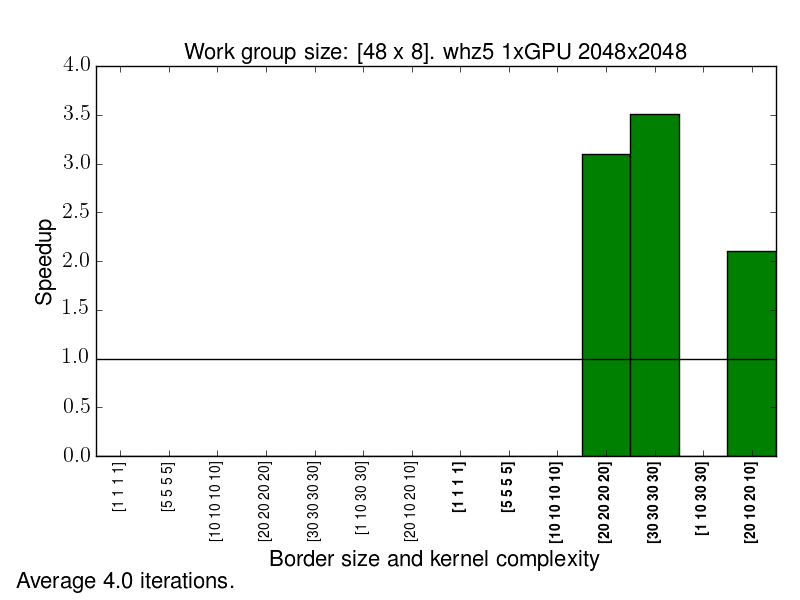 Work group size: [48 x 8]. whz5 1xGPU 2048x2048
4.0
3.5
3.0
2.5
2.0
1.5
1.0
0.5
0.0
Speedup
[1 1 1 1]
[5 5 5 5]
[10 10 10 10]
[20 20 20 20]
[30 30 30 30]
[1 10 30 30]
[20 10 20 10]
[1 1 1 1]
[5 5 5 5]
[10 10 10 10]
[20 20 20 20]
[30 30 30 30]
[1 10 30 30]
[20 10 20 10]
Border size and kernel complexity
Average 4.0 iterations.